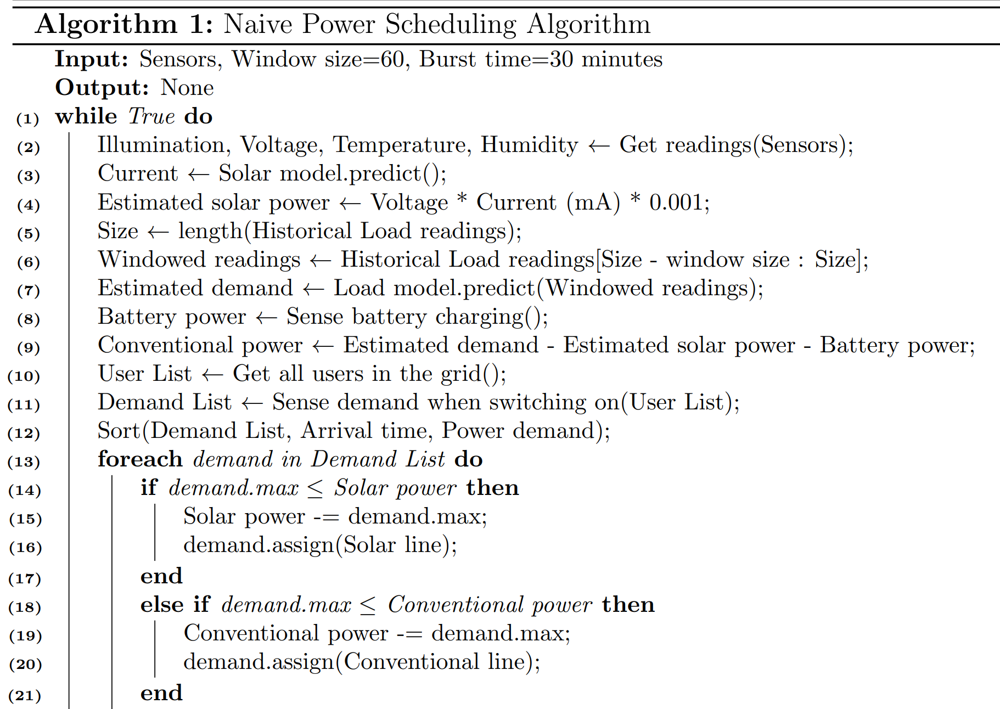 Algorithm 1: Naive Power Scheduling Algorithm
Input: Sensors, Window size=60, Burst time=30 minutes
Output: None
(1) while True do
(2) Illumination, Voltage, Temperature, Humidity ← Get readings(Sensors);
(3) Current ← Solar model.predict();
(4) Estimated solar power ← Voltage * Current (mA) * 0.001;
(5) Size ← length(Historical Load readings);
(6) Windowed readings ← Historical Load readings[Size - window size : Size];
(7) Estimated demand ← Load model.predict(Windowed readings);
(8) Battery power ← Sense battery charging();
(9) Conventional power ← Estimated demand - Estimated solar power - Battery power;
(10) User List ← Get all users in the grid();
(11) Demand List ← Sense demand when switching on(User List);
(12) Sort(Demand List, Arrival time, Power demand);
(13) foreach demand in Demand List do
(14) if demand.max ≤ Solar power then
(15) Solar power -= demand.max;
(16) demand.assign(Solar line);
(17) end
(18) else if demand.max ≤ Conventional power then
(19) Conventional power -= demand.max;
(20) demand.assign(Conventional line);
(21) end